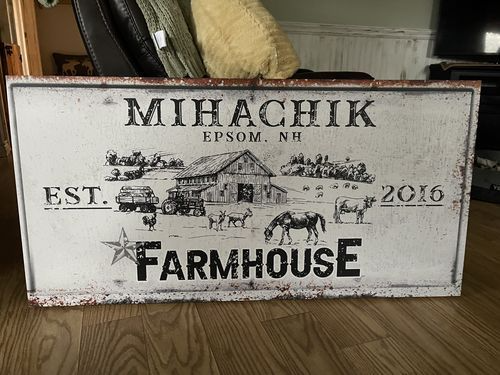 MIHACHIK
EPSOM, NH
EST. 2016
FARMHOUSE